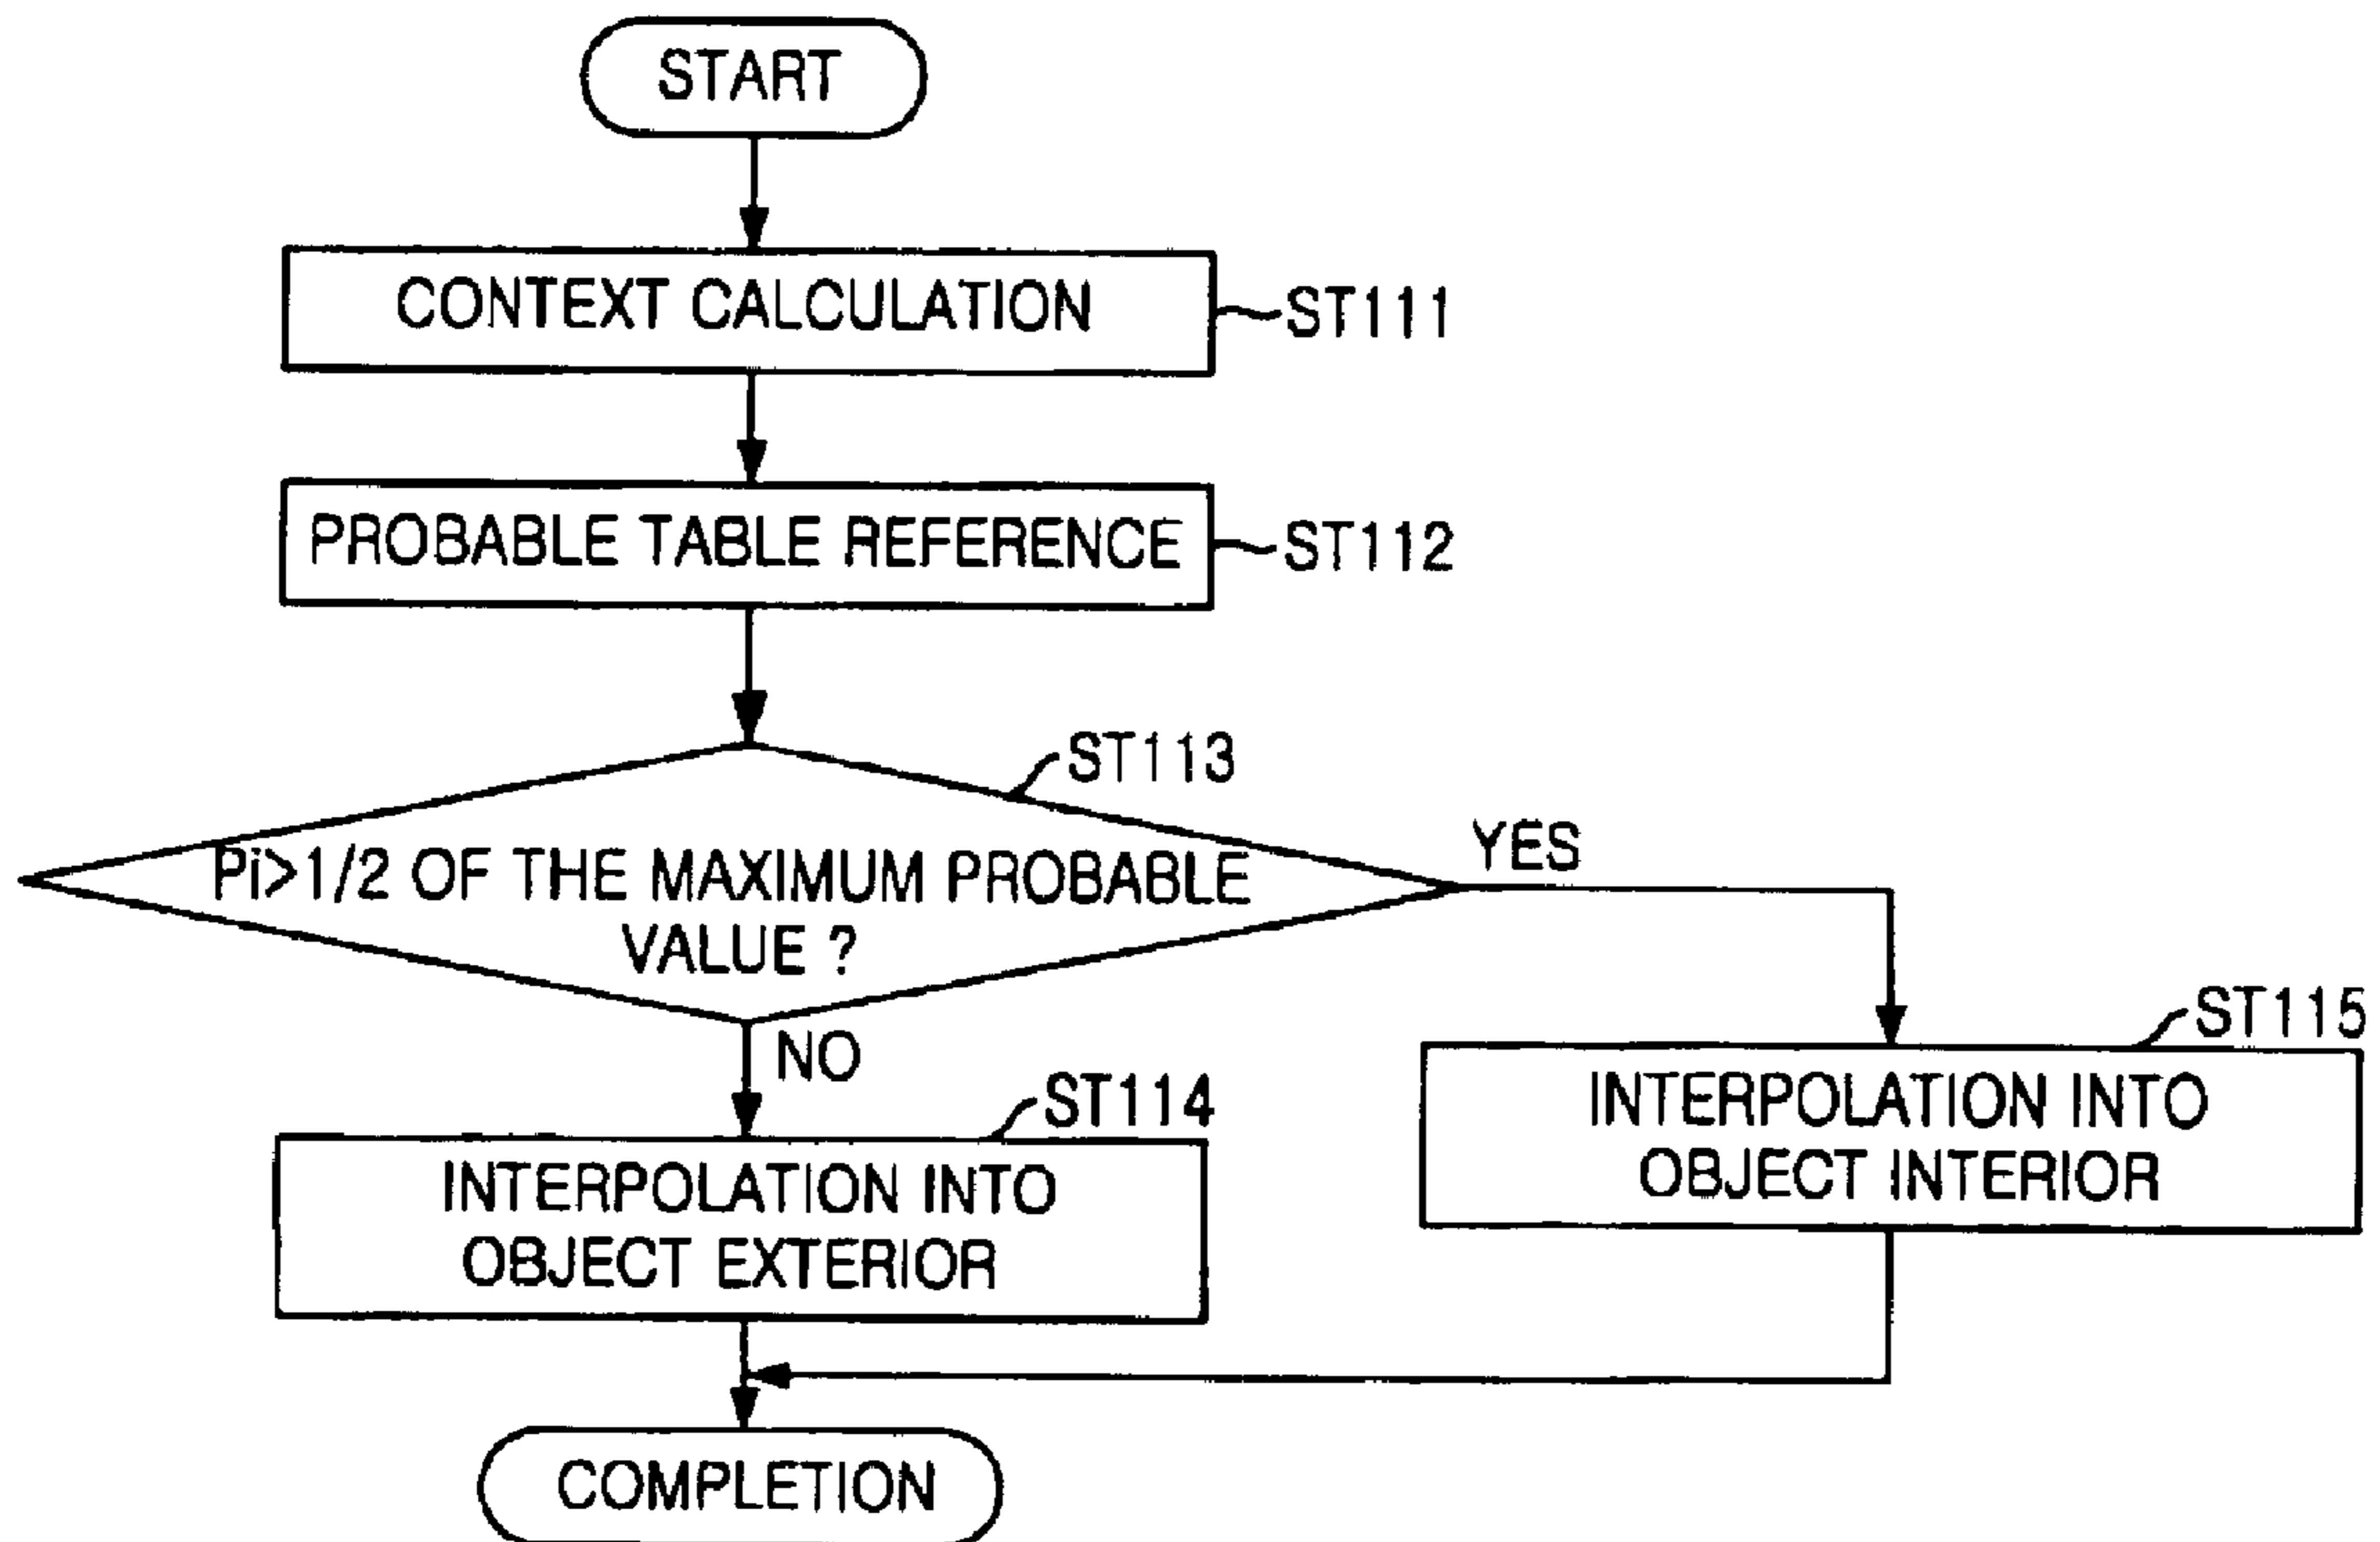 START
CONTEXT CALCULATION
ST111
PROBABLE TABLE REFERENCE
ST112
ST113
Pi>1/2 OF THE MAXIMUM PROBABLE
VALUE ?
YES
NO
ST114
INTERPOLATION INTO
OBJECT EXTERIOR
ST115
INTERPOLATION INTO
OBJECT INTERIOR
COMPLETION